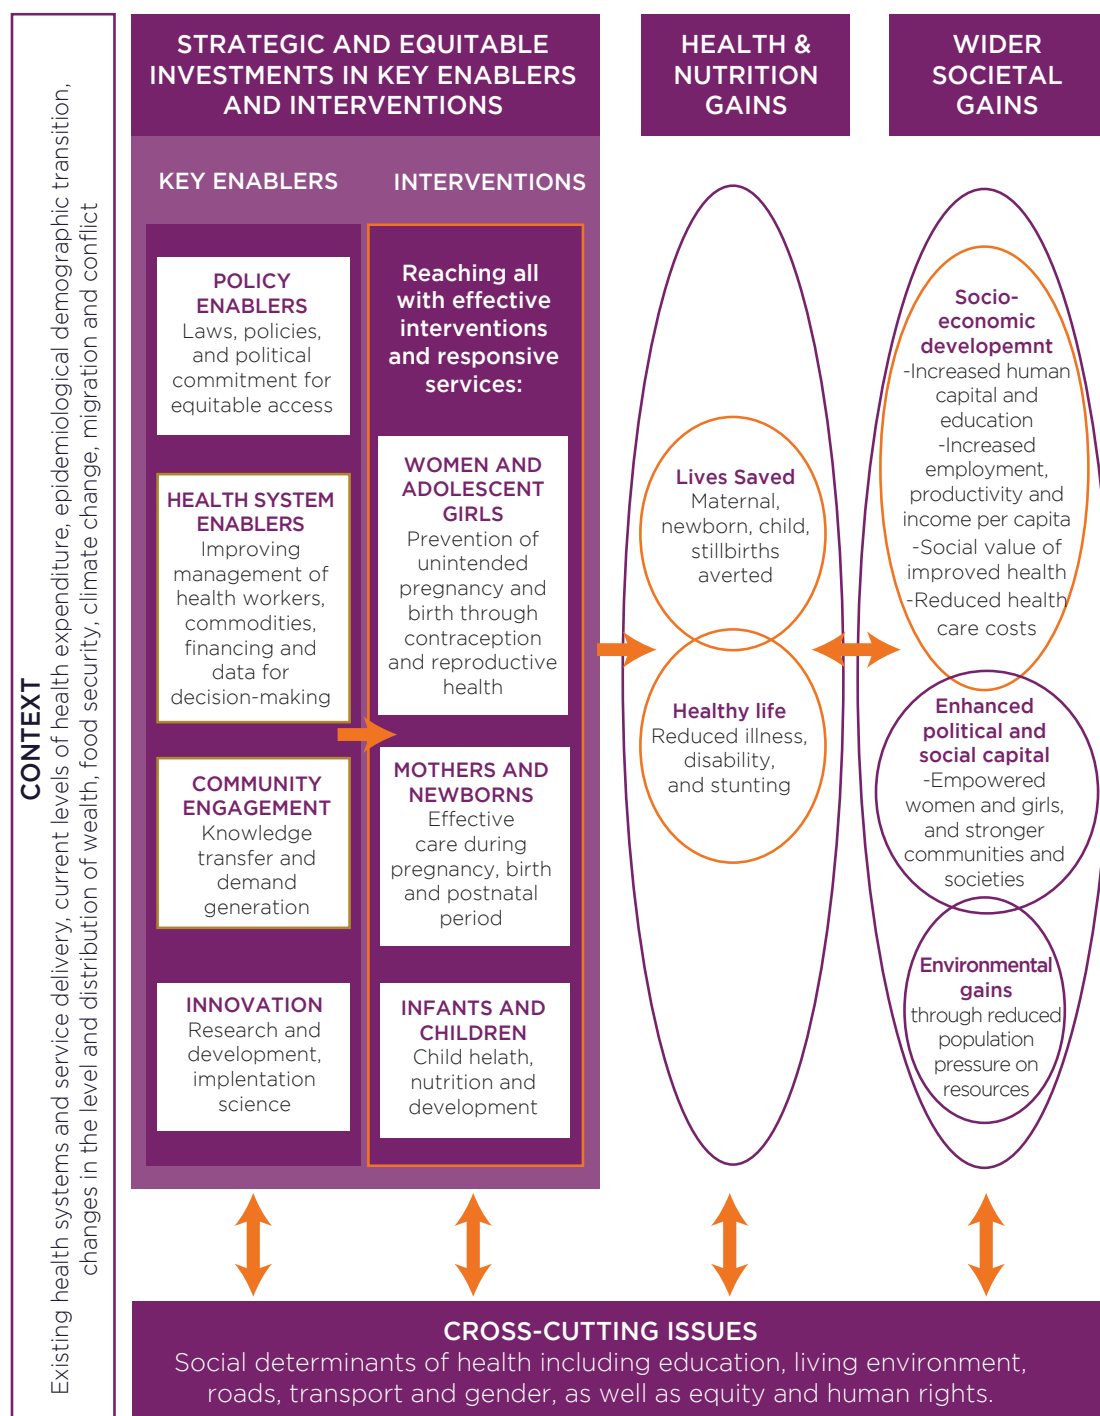 CONTEXT
Existing health systems and service delivery, current levels of health expenditure, epidemiological demographic transition,
changes in the level and distribution of wealth, food security, climate change, migration and conflict
STRATEGIC AND EQUITABLE
INVESTMENTS IN KEY ENABLERS
AND INTERVENTIONS
KEY ENABLERS
POLICY
ENABLERS
Laws, policies,
and political
commitment for
equitable access
HEALTH SYSTEM
ENABLERS
Improving
management of
health workers,
commodities,
financing and
data for
decision-making
COMMUNITY
ENGAGEMENT
Knowledge
transfer and
demand
generation
INNOVATION
Research and
development,
implentation
science
INTERVENTIONS
Reaching all
with effective
interventions
and responsive
services:
WOMEN AND
ADOLESCENT
GIRLS
Prevention of
unintended
pregnancy and
birth through
contraception
and reproductive
health
MOTHERS AND
NEWBORNS
Effective
care during
pregnancy, birth
and postnatal
period
INFANTS AND
CHILDREN
Child helath,
nutrition and
development
HEALTH &
NUTRITION
GAINS
Lives Saved
Maternal,
newborn, child,
stillbirths
averted
Healthy life
Reduced illness,
disability,
and stunting
WIDER
SOCIETAL
GAINS
Socio-
economic
developemnt
-Increased human
capital and
education
-Increased
employment,
productivity and
income per capita
-Social value of
improved health
-Reduced health
care costs
Enhanced
political and
social capital
-Empowered
women and girls,
and stronger
communities and
societies
Environmental
gains
through reduced
population
pressure on
resources
CROSS-CUTTING ISSUES
Social determinants of health including education, living environment,
roads, transport and gender, as well as equity and human rights.